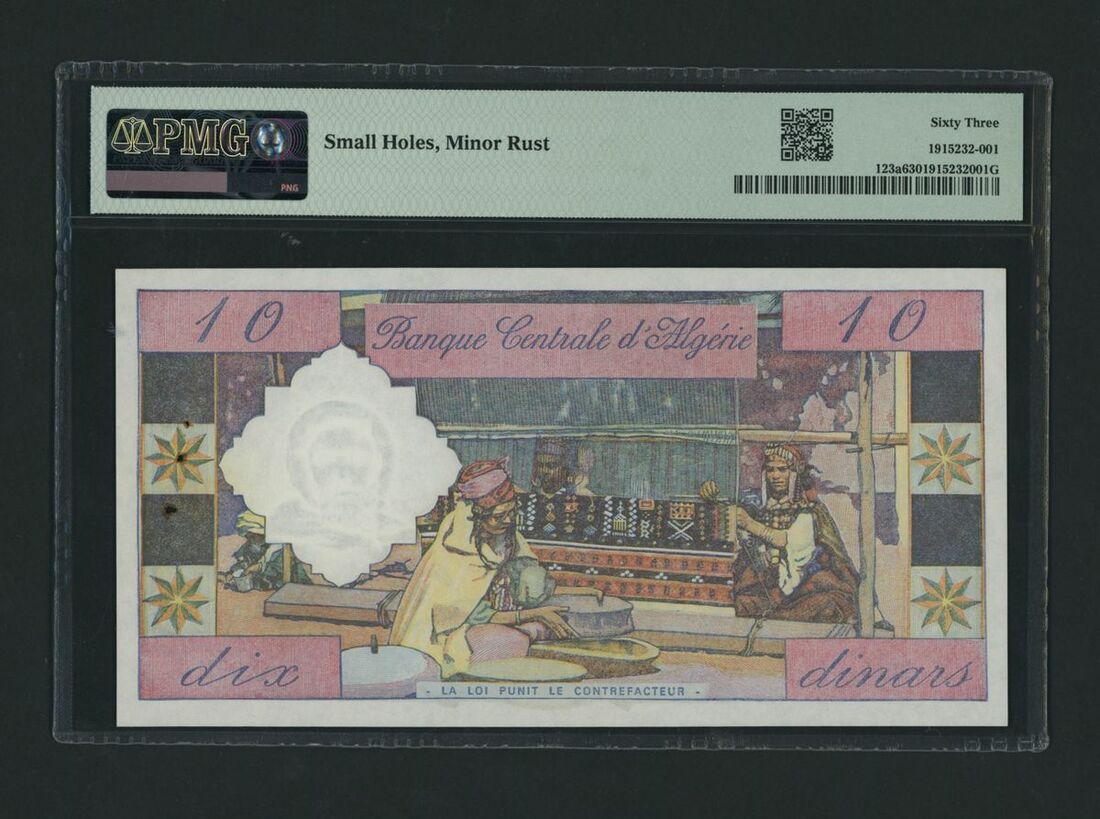 PMG
PNG
Small Holes, Minor Rust
Sixty Three
1915232-001
123a6301915232001G
10
Banque Centrale d'Algérie
10
dix
dinars
- LA LOI PUNIT LE CONTREFACTEUR -